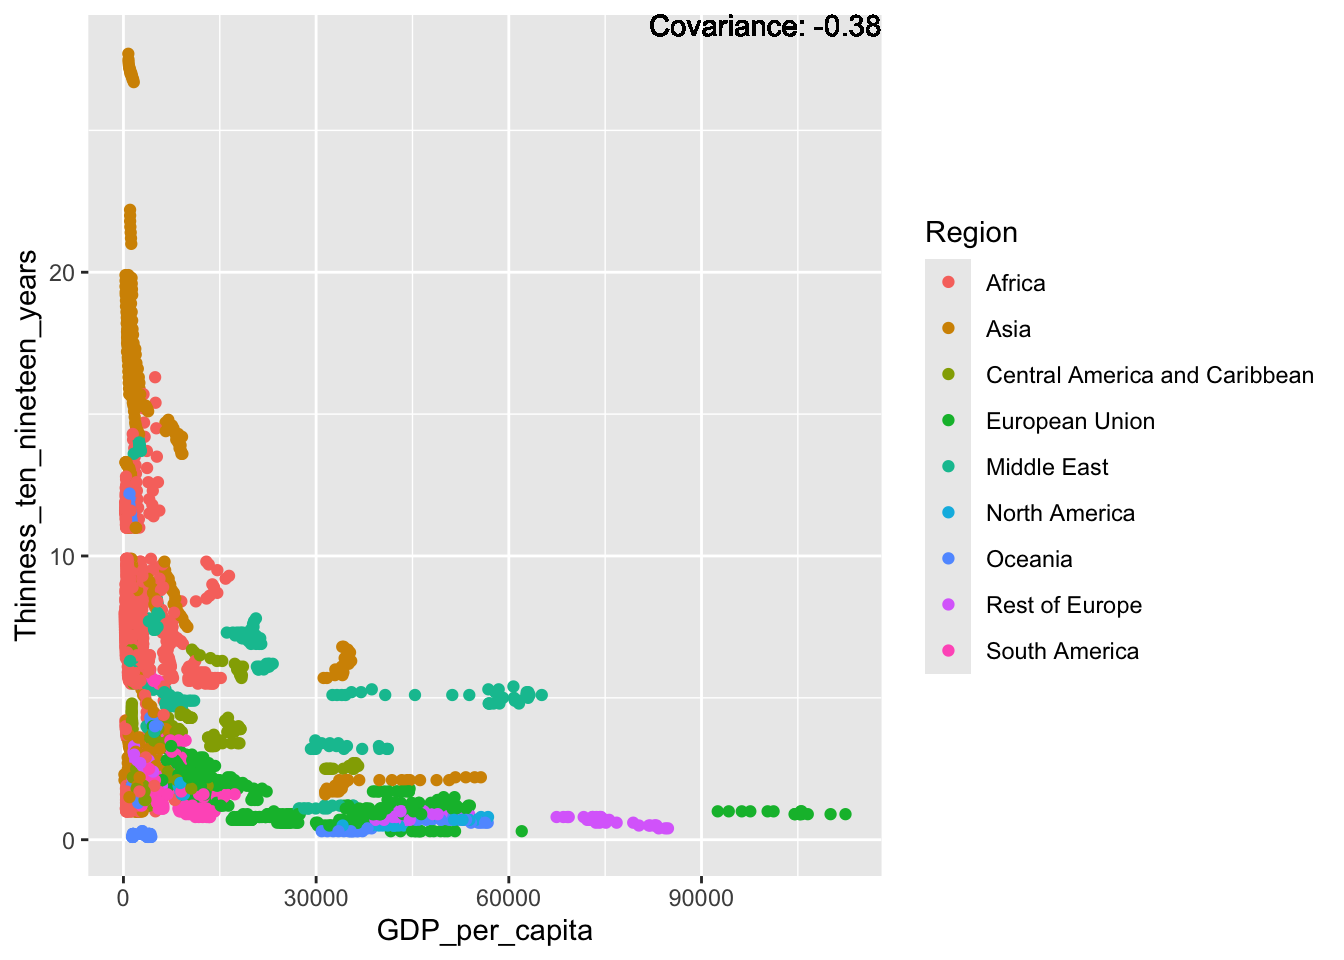 Covariance: -0.38
Thinness_ten_nineteen_years
20
10
0
0
30000
60000
90000
GDP_per_capita
Region
Africa
Asia
Central America and Caribbean
European Union
Middle East
North America
Oceania
Rest of Europe
South America